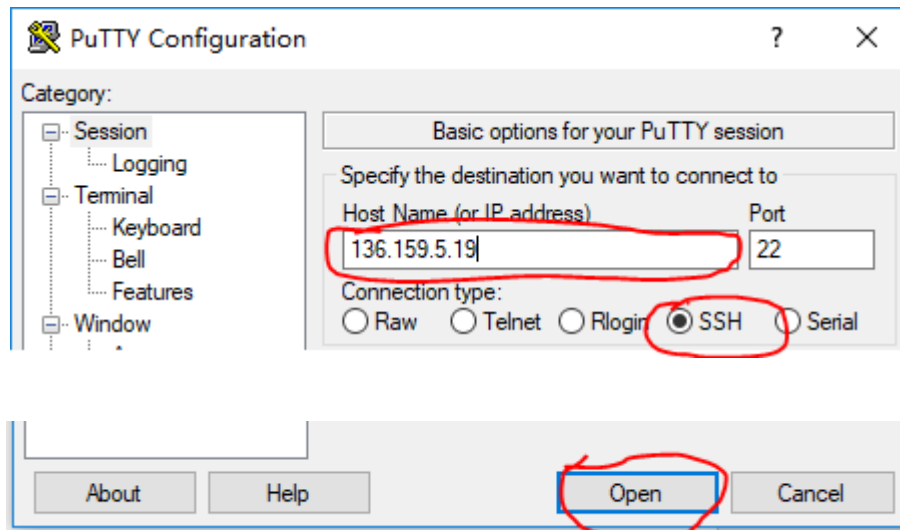 PuTTY Configuration ? ×
Category:
Session
Logging
Terminal
Keyboard
Bell
Features
Window
Basic options for your PuTTY session
Specify the destination you want to connect to
Host Name (or IP address) Port
136.159.5.19 22
Connection type:
Raw Telnet Rlogin SSH Serial
About Help Open Cancel